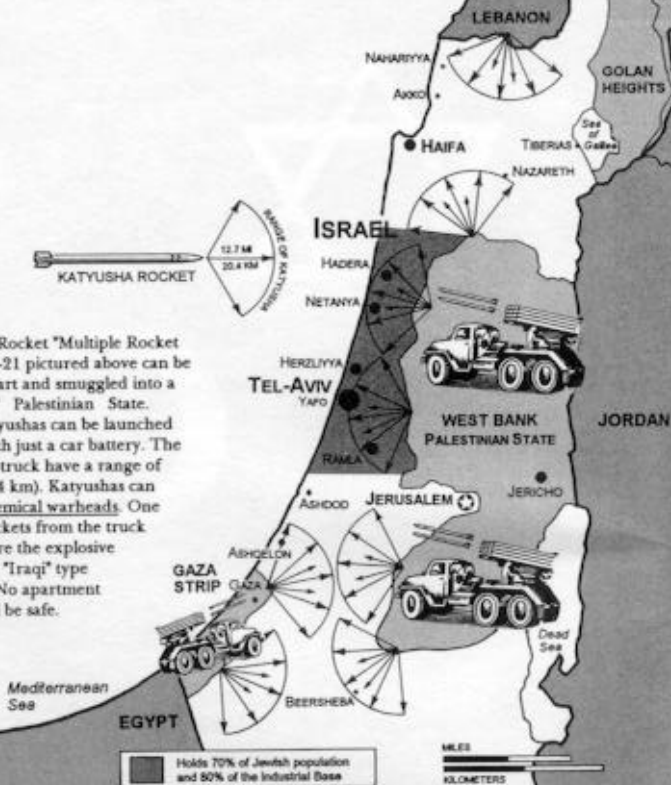 LEBANON
NAHARIYYA
GOLAN
HEIGHTS
AKKO
Sea
of
Galilee
TIBERIAS
HAIFA
NAZARETH
ISRAEL
RANGE OF KATYUSHA
12.7 MI
20.4 KM
KATYUSHA ROCKET
HADERA
NETANYA
Rocket "Multiple Rocket
-21 pictured above can be
art and smuggled into a
Palestinian State.
yushas can be launched
h just a car battery. The
truck have a range of
4 km). Katyushas can
emical warheads. One
ckets from the truck
re the explosive
"Iraqi" type
No apartment
be safe.
HERZLIYYA
TEL-AVIV
YAFO
WEST BANK
PALESTINIAN STATE
JORDAN
RAMLA
JERICHO
ASHDOD
JERUSALEM
ASHQELON
GAZA
STRIP
GAZA
Dead
Sea
Mediterranean
Sea
BEERSHEBA
EGYPT
MILES
KILOMETERS
Holds 70% of Jewish population
and 80% of the Industrial Base